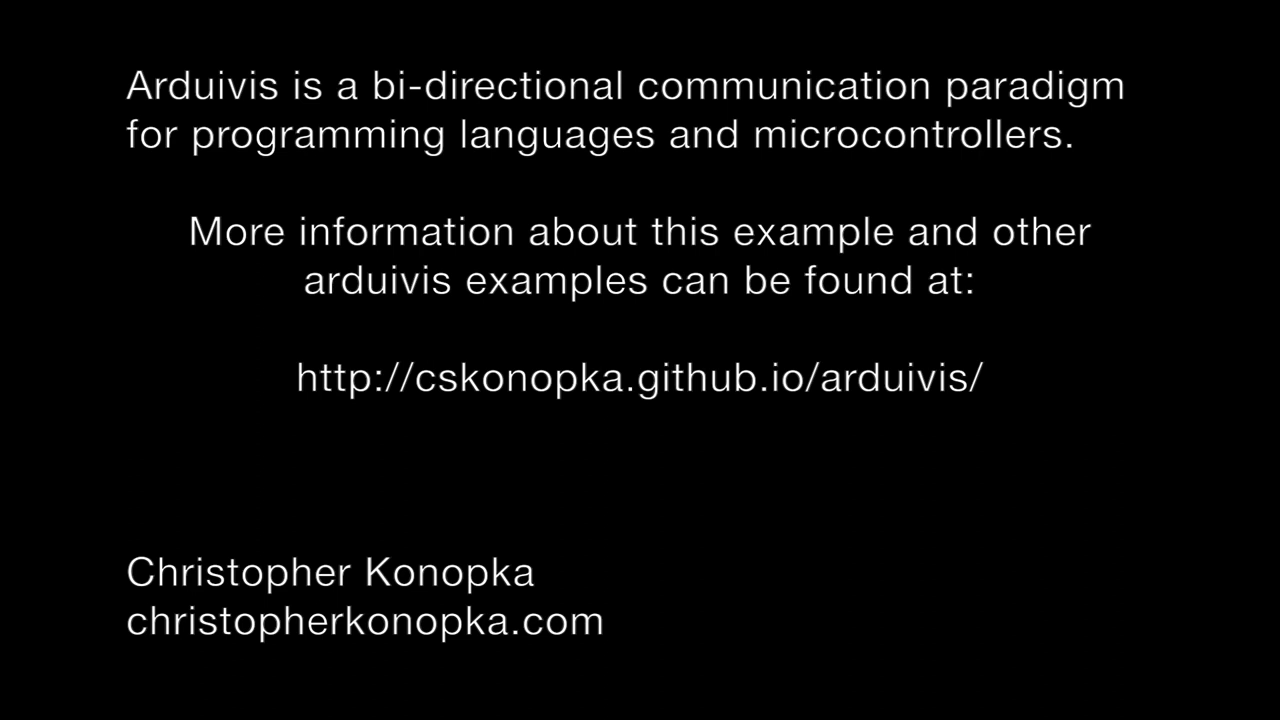 Arduivis is a bi-directional communication paradigm
for programming languages and microcontrollers.
More information about this example and other
arduivis examples can be found at:
http://cskonopka.github.io/arduivis/
Christopher Konopka
christopherkonopka.com